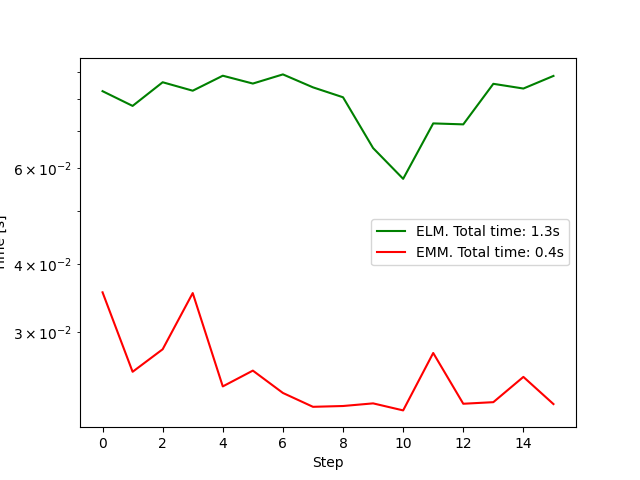 6 × 10⁻²
4 × 10⁻²
3 × 10⁻²
Time [s]
ELM. Total time: 1.3s
EMM. Total time: 0.4s
0 2 4 6 8 10 12 14
Step